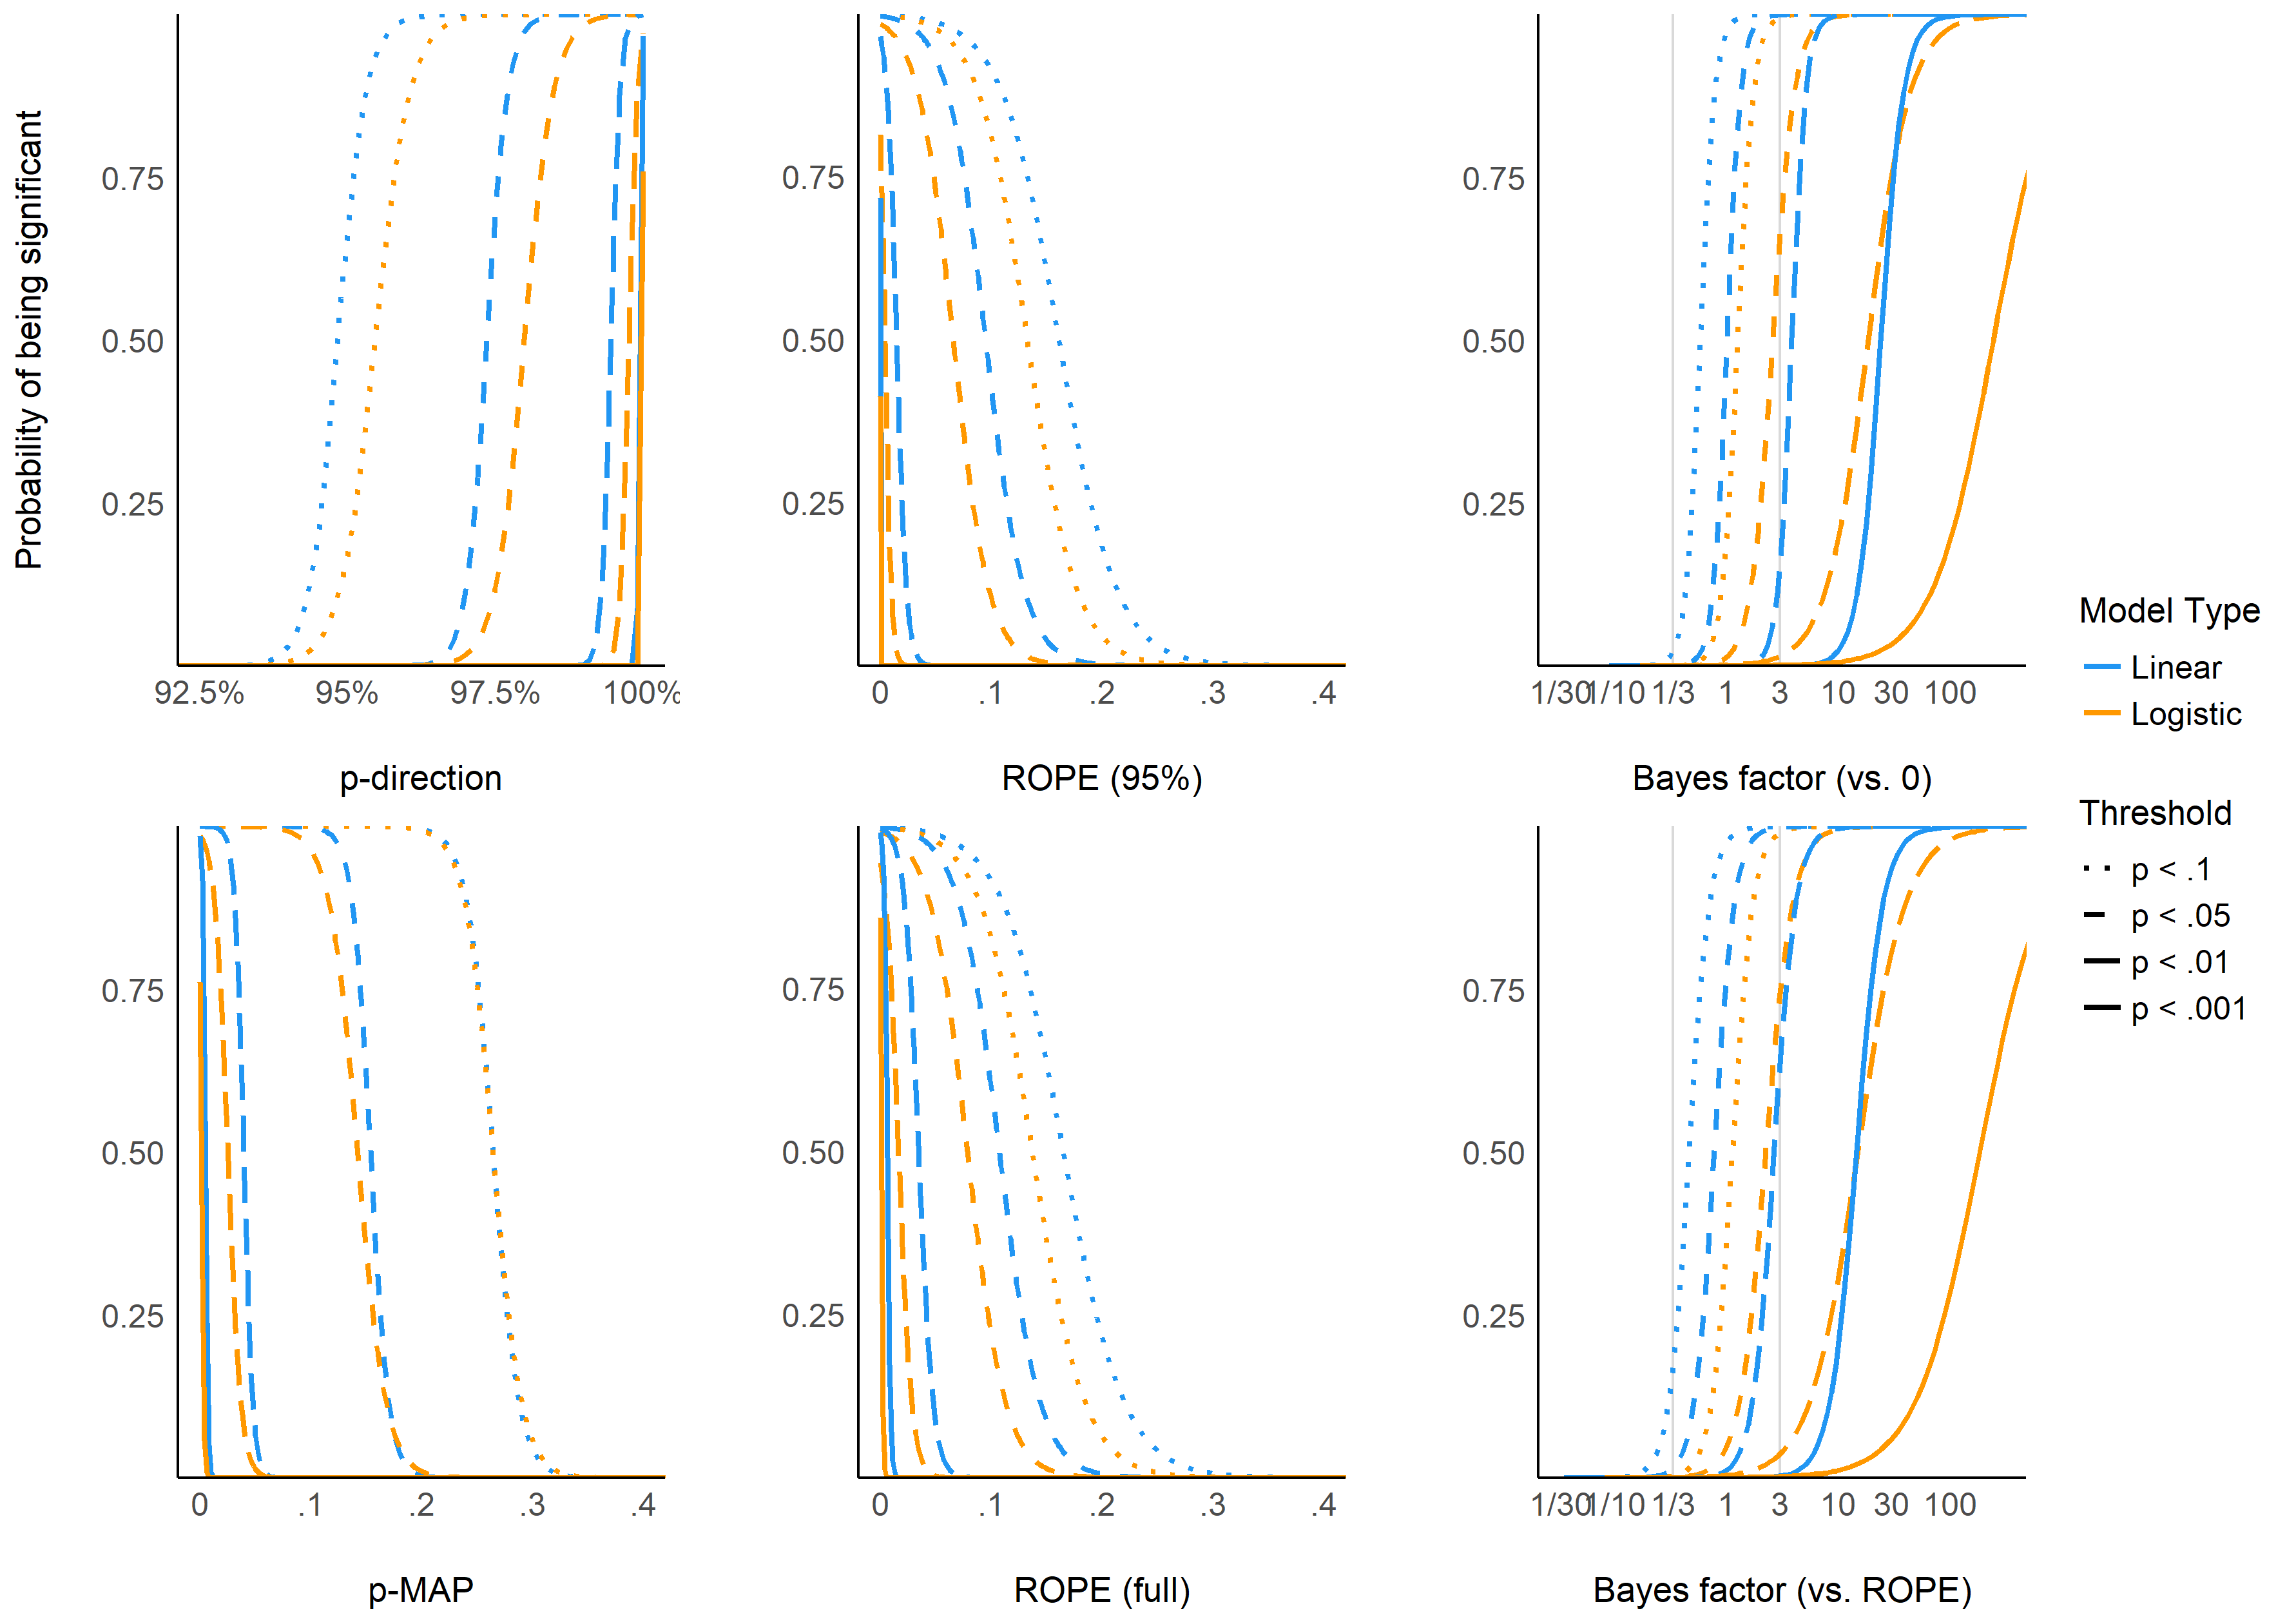 Probability of being significant
0.75
0.50
0.25
92.5% 95% 97.5% 100%
p-direction
0.75
0.50
0.25
0 .1 .2 .3 .4
ROPE (95%)
0.75
0.50
0.25
1/30 1/10 1/3 1 3 10 30 100
Bayes factor (vs. 0)
0.75
0.50
0.25
0 .1 .2 .3 .4
p-MAP
0.75
0.50
0.25
0 .1 .2 .3 .4
ROPE (full)
0.75
0.50
0.25
1/30 1/10 1/3 1 3 10 30 100
Bayes factor (vs. ROPE)
Model Type
Linear
Logistic
Threshold
p < .1
p < .05
p < .01
p < .001